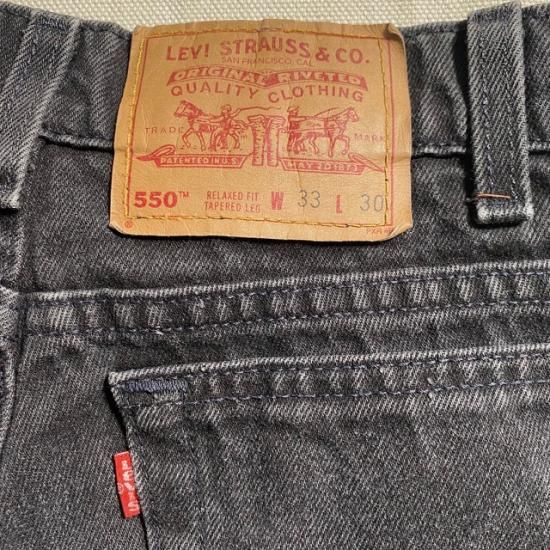 LEVI STRAUSS & CO.
SAN FRANCISCO, CAL.
ORIGINAL RIVETED
QUALITY CLOTHING
TRADE MARK
PATENTED IN U.S. MAY 20 1873
550™ RELAXED FIT W 33 L 30
TAPERED LEG
®
LEVI'S